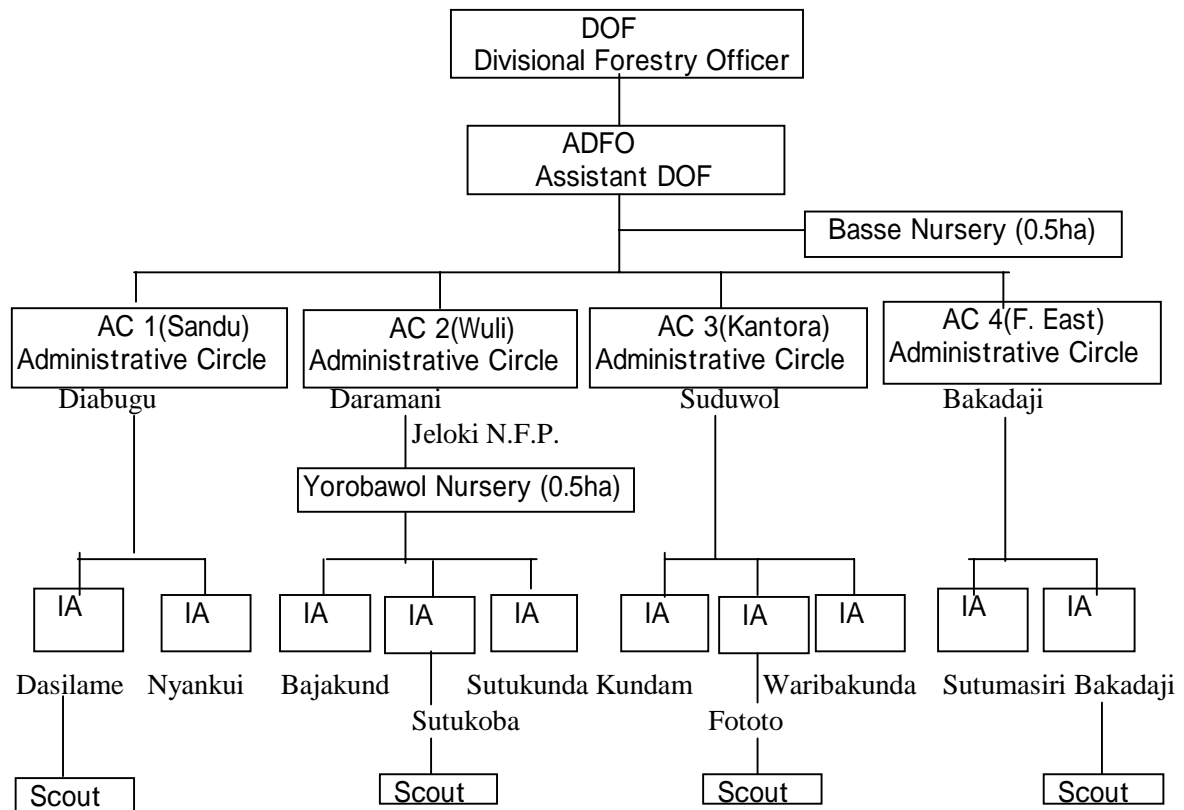 DOF
Divisional Forestry Officer
ADFO
Assistant DOF
Basse Nursery (0.5ha)
AC 1(Sandu)
Administrative Circle
AC 2(Wuli)
Administrative Circle
AC 3(Kantora)
Administrative Circle
AC 4(F. East)
Administrative Circle
Diabugu
Daramani
Suduwol
Bakadaji
Jeloki N.F.P.
Yorobawol Nursery (0.5ha)
IA
IA
IA
IA
IA
IA
IA
IA
IA
IA
Dasilame
Nyankui
Bajakund
Sutukunda
Kundam
Waribakunda
Sutumasiri
Bakadaji
Sutukoba
Fototo
Scout
Scout
Scout
Scout